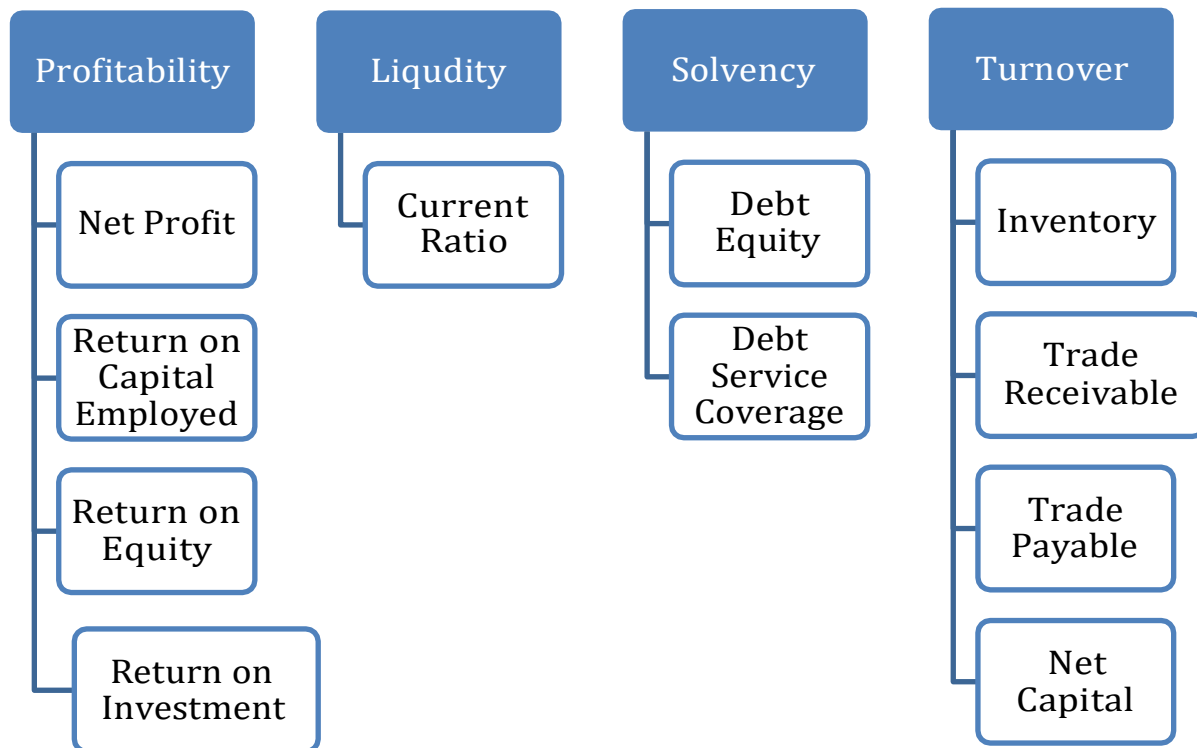 Profitability
Net Profit
Return on
Capital
Employed
Return on
Equity
Return on
Investment
Liqudity
Current
Ratio
Solvency
Debt
Equity
Debt
Service
Coverage
Turnover
Inventory
Trade
Receivable
Trade
Payable
Net
Capital